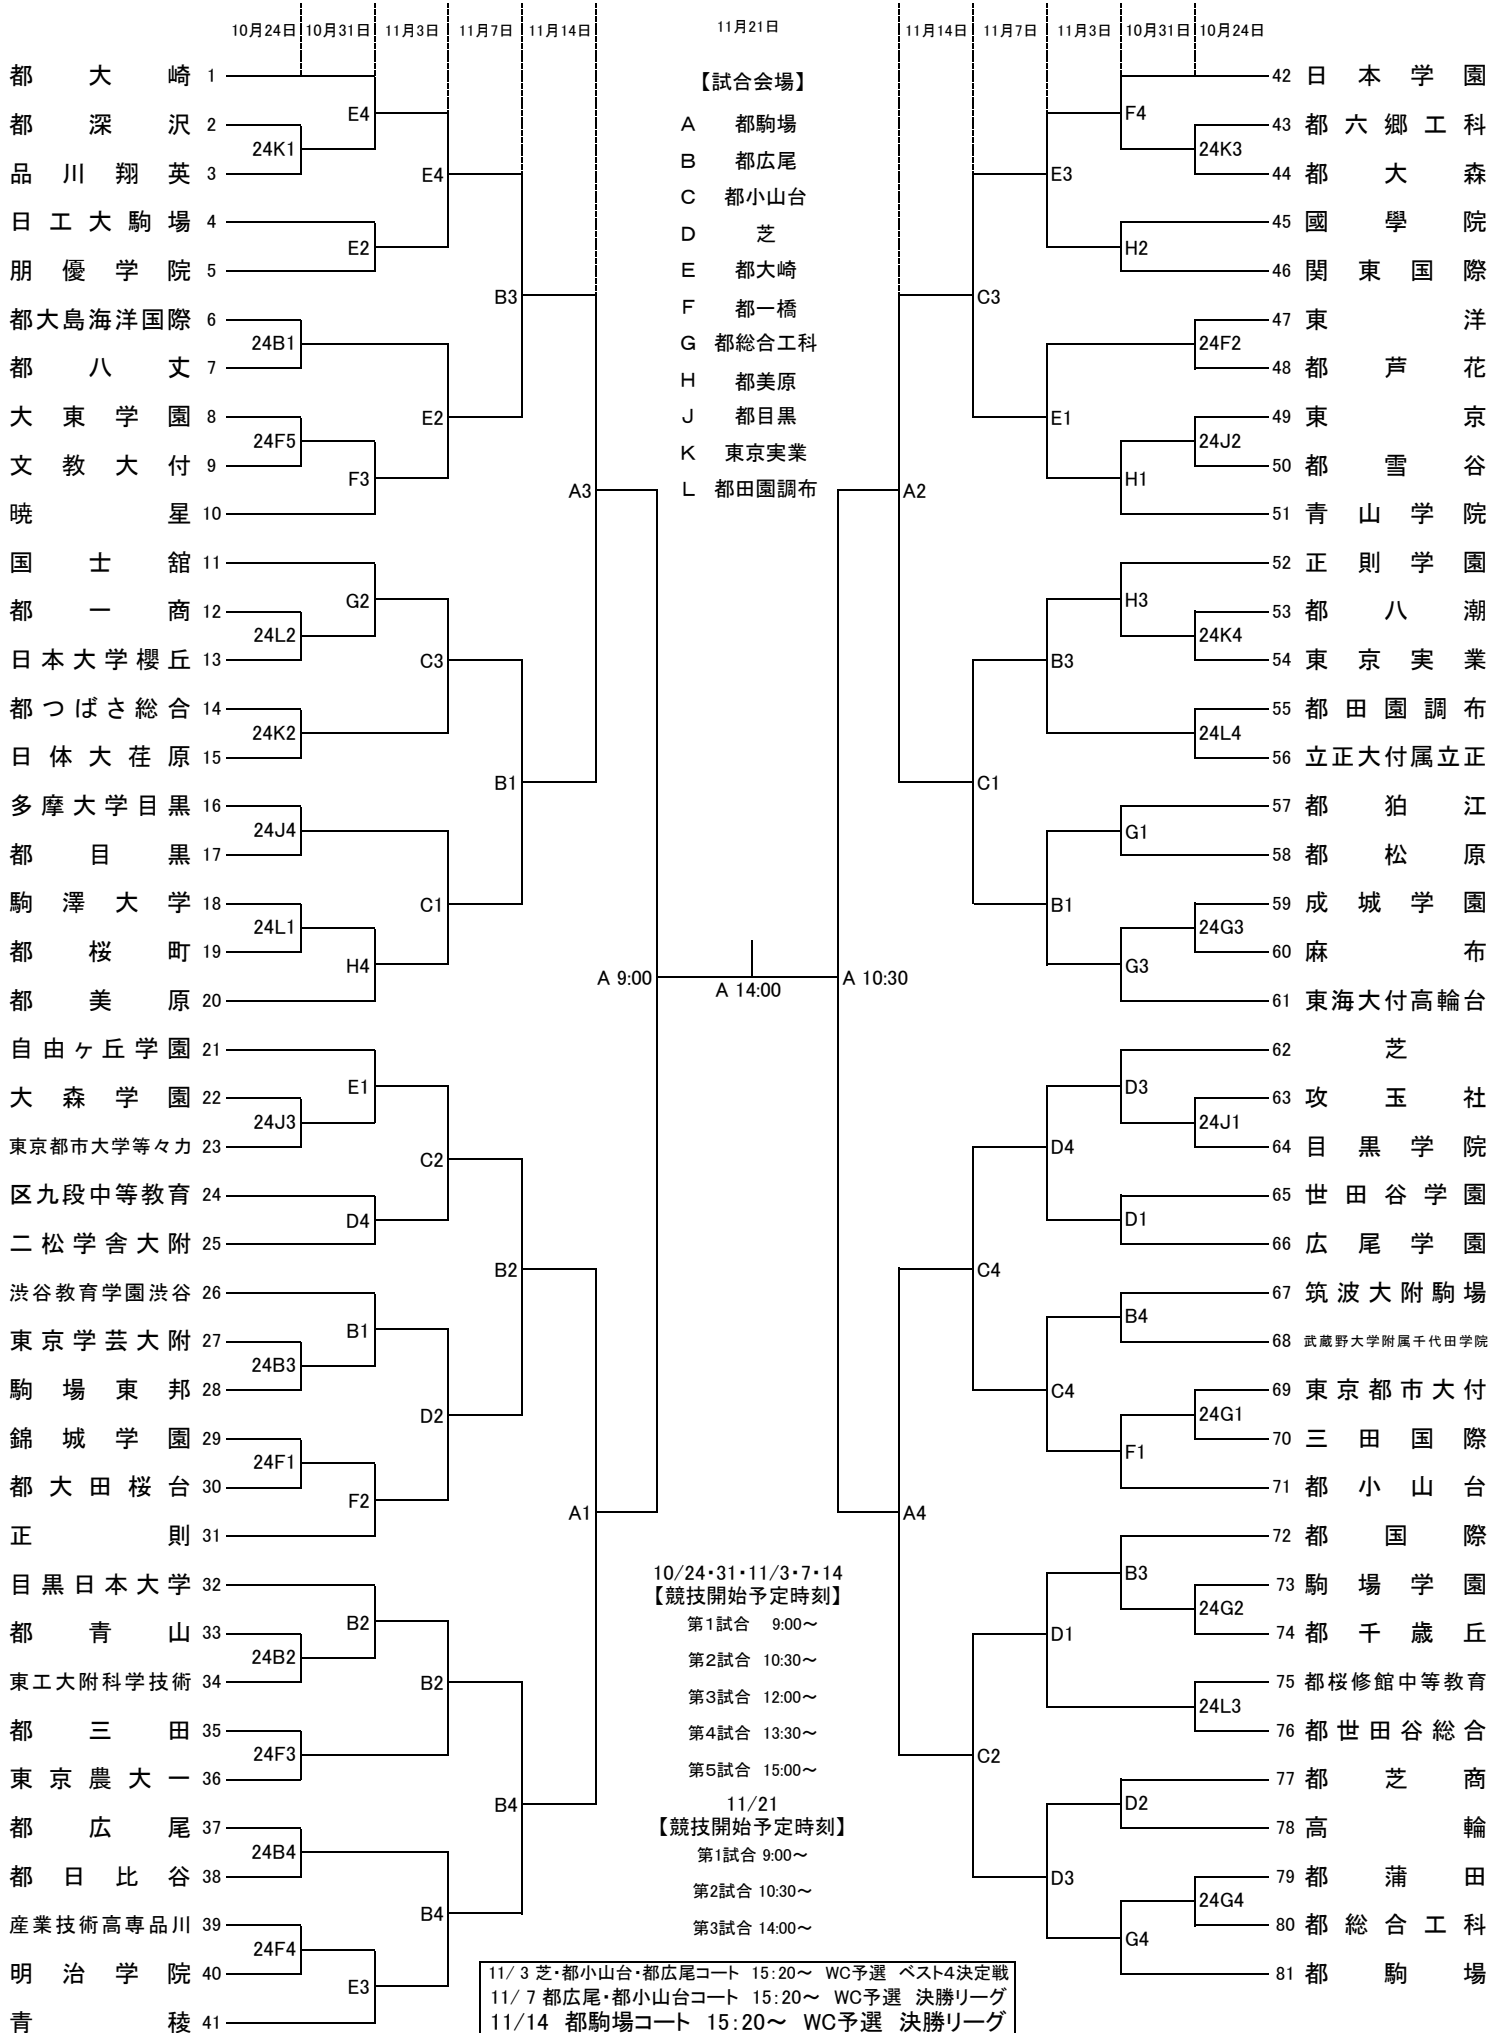 10月24日 10月31日 11月3日 11月7日 11月14日 11月21日 11月14日 11月7日 11月3日 10月31日 10月24日
都大崎 1
都深沢 2
品川翔英 3
日工大駒場 4
朋優学院 5
都大島海洋国際 6
都八丈 7
大東学園 8
文教大付 9
暁星 10
国士舘 11
都一商 12
日本大学櫻丘 13
都つばさ総合 14
日体大荏原 15
多摩大学目黒 16
都目黒 17
駒澤大学 18
都桜町 19
都美原 20
自由ヶ丘学園 21
大森学園 22
東京都市大学等々力 23
区九段中等教育 24
二松学舎大附 25
渋谷教育学園渋谷 26
東京学芸大附 27
駒場東邦 28
錦城学園 29
都大田桜台 30
正則 31
目黒日本大学 32
都青山 33
東工大附科学技術 34
都三田 35
東京農大一 36
都広尾 37
都日比谷 38
産業技術高専品川 39
明治学院 40
青稜 41
24K1
24B1
24F5
24L2
24K2
24J4
24L1
24J3
24B3
24F1
24B2
24F3
24B4
24F4
E4
E2
F3
G2
H4
E1
D4
B1
F2
B2
E3
E4
E2
C3
C1
C2
D2
B2
B4
B3
B1
B2
B4
A3
A1
A 9:00
A 14:00
A 10:30
【試合会場】
A 都駒場
B 都広尾
C 都小山台
D 芝
E 都大崎
F 都一橋
G 都総合工科
H 都美原
J 都目黒
K 東京実業
L 都田園調布
10/24・31・11/3・7・14
【競技開始予定時刻】
第1試合 9:00～
第2試合 10:30～
第3試合 12:00～
第4試合 13:30～
第5試合 15:00～
11/21
【競技開始予定時刻】
第1試合 9:00～
第2試合 10:30～
第3試合 14:00～
11/ 3 芝・都小山台・都広尾コート 15:20～ WC予選 ベスト4決定戦
11/ 7 都広尾・都小山台コート 15:20～ WC予選 決勝リーグ
11/14 都駒場コート 15:20～ WC予選 決勝リーグ
A2
A4
C3
C1
C4
C2
E3
E1
B3
B1
D4
C4
D1
D3
F4
H2
H1
H3
G1
G3
D3
D1
B4
F1
B3
D2
G4
24K3
24F2
24J2
24K4
24L4
24G3
24J1
24G1
24G2
24L3
24G4
42 日本学園
43 都六郷工科
44 都大森
45 國學院
46 関東国際
47 東洋
48 都芦花
49 東京
50 都雪谷
51 青山学院
52 正則学園
53 都八潮
54 東京実業
55 都田園調布
56 立正大付属立正
57 都狛江
58 都松原
59 成城学園
60 麻布
61 東海大付高輪台
62 芝
63 攻玉社
64 目黒学院
65 世田谷学園
66 広尾学園
67 筑波大附駒場
68 武蔵野大学附属千代田学院
69 東京都市大付
70 三田国際
71 都小山台
72 都国際
73 駒場学園
74 都千歳丘
75 都桜修館中等教育
76 都世田谷総合
77 都芝商
78 高輪
79 都蒲田
80 都総合工科
81 都駒場